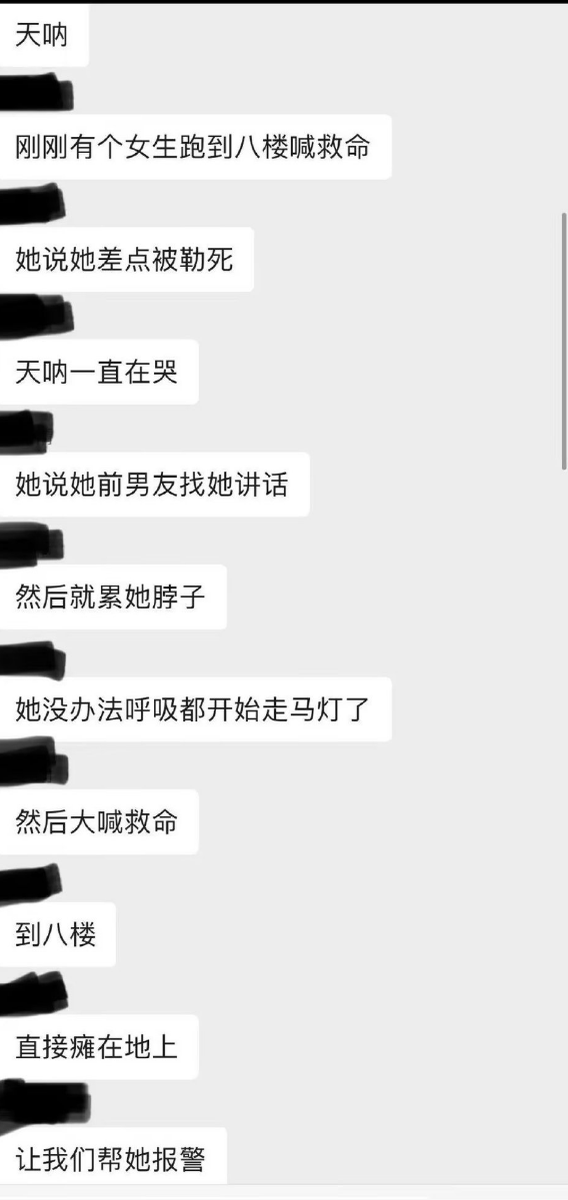 天呐
刚刚有个女生跑到八楼喊救命
她说她差点被勒死
天呐一直在哭
她说她前男友找她讲话
然后就累她脖子
她没办法呼吸都开始走马灯了
然后大喊救命
到八楼
直接瘫在地上
让我们帮她报警